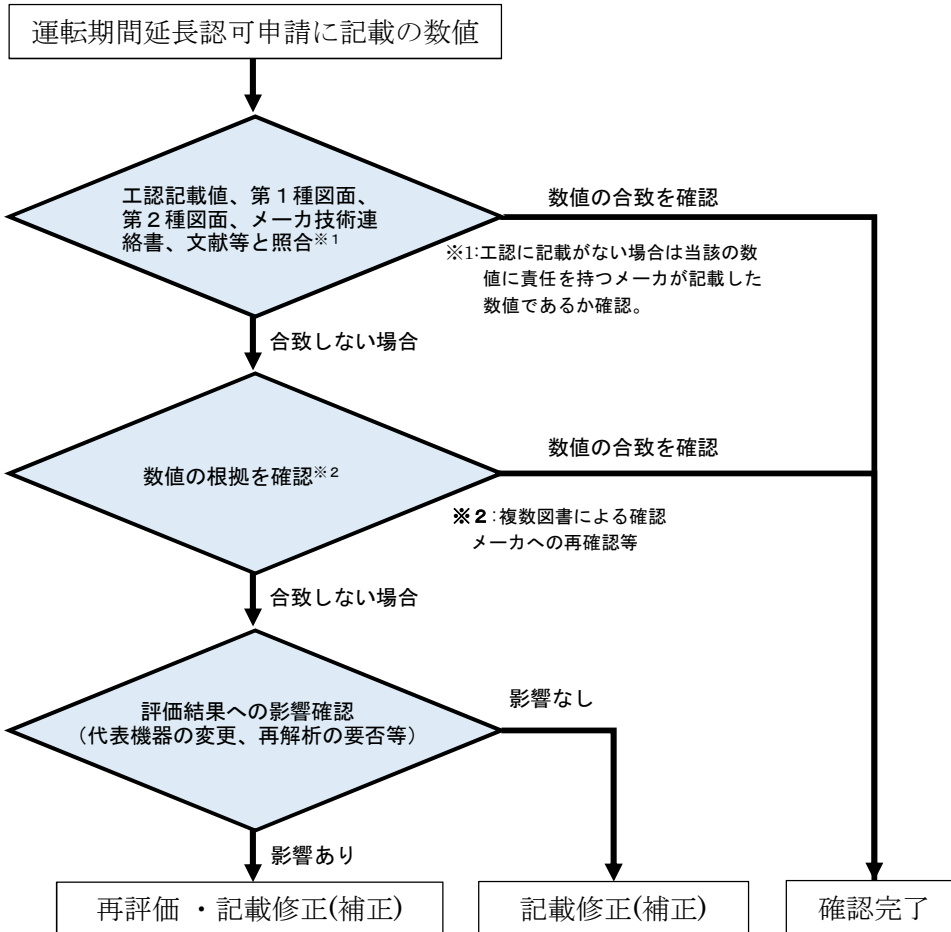 運転期間延長認可申請に記載の数値
工認記載値、第1種図面、
第2種図面、メーカ技術連
絡書、文献等と照合※1
数値の合致を確認
※1:工認に記載がない場合は当該の数
値に責任を持つメーカが記載した
数値であるか確認。
合致しない場合
数値の根拠を確認※2
数値の合致を確認
※2:複数図書による確認
メーカへの再確認等
合致しない場合
評価結果への影響確認
(代表機器の変更、再解析の要否等)
影響なし
影響あり
再評価・記載修正(補正)
記載修正(補正)
確認完了